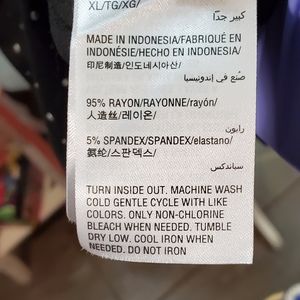 XL/TG/XG/
كبير جدًا
MADE IN INDONESIA/FABRIQUÉ EN
INDONÉSIE/HECHO EN INDONESIA/
印尼制造/인도네시아산/
صُنع في إندونيسيا
95% RAYON/RAYONNE/rayón/
人造丝/레이온/
رايون
5% SPANDEX/SPANDEX/elastano/
氨纶/스판덱스/
سباندكس
TURN INSIDE OUT. MACHINE WASH
COLD GENTLE CYCLE WITH LIKE
COLORS. ONLY NON-CHLORINE
BLEACH WHEN NEEDED. TUMBLE
DRY LOW. COOL IRON WHEN
NEEDED. DO NOT IRON